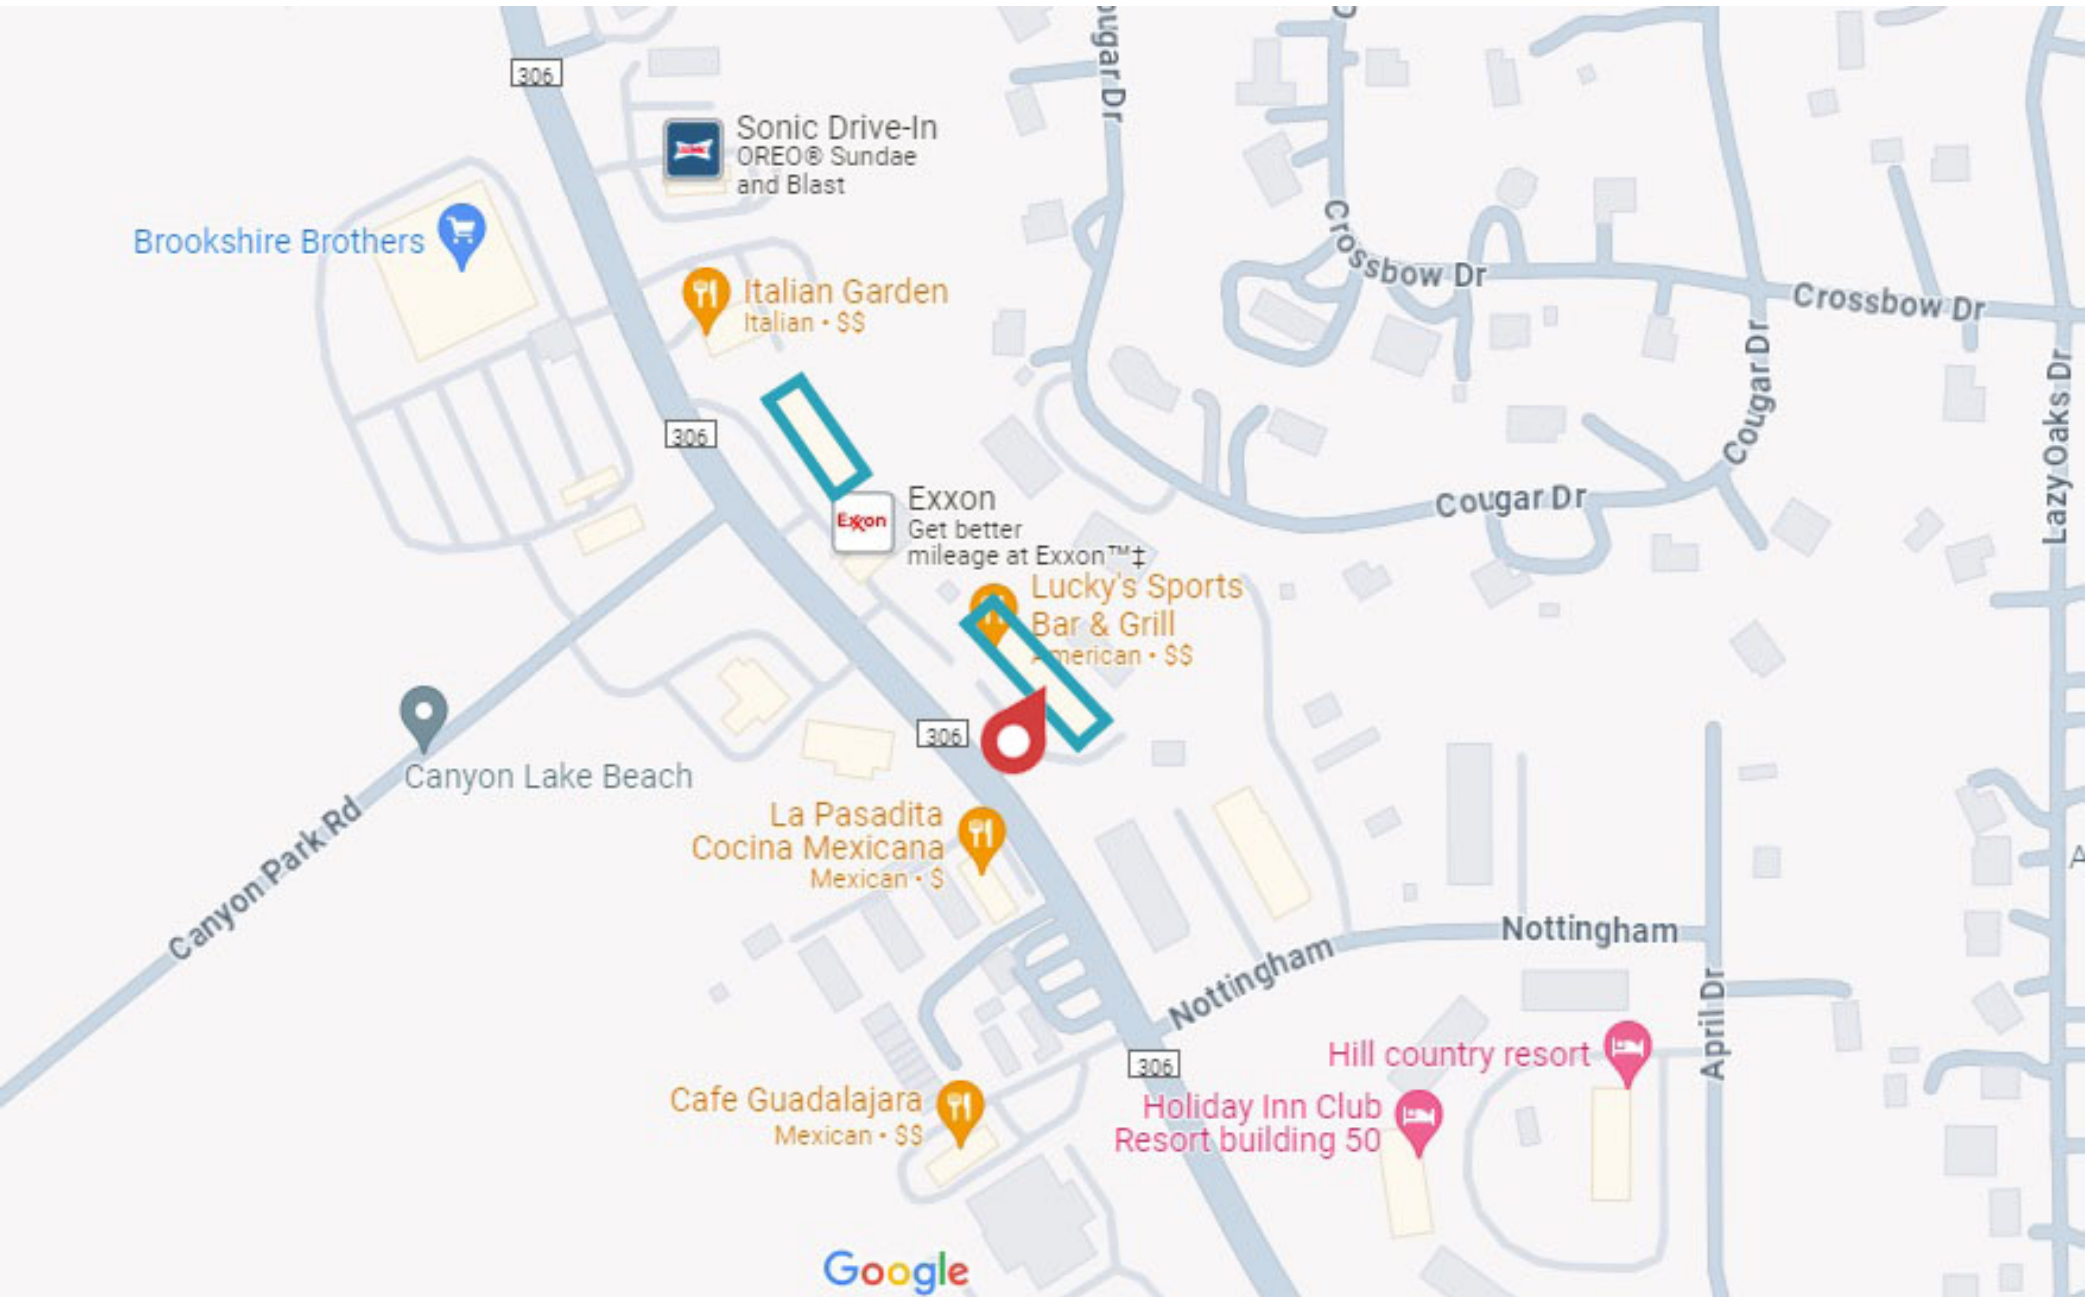 306
ougar Dr
Sonic Drive-In
OREO® Sundae
and Blast
Brookshire Brothers
Italian Garden
Italian • $$
Crossbow Dr
Crossbow Dr
Cougar Dr
Lazy Oaks Dr
306
Exxon
Exxon
Get better
mileage at Exxon™‡
Cougar Dr
Lucky's Sports
Bar & Grill
American • $$
306
Canyon Lake Beach
Canyon Park Rd
La Pasadita
Cocina Mexicana
Mexican • $
Nottingham
Nottingham
April Dr
306
Hill country resort
Holiday Inn Club
Resort building 50
Cafe Guadalajara
Mexican • $$
Google